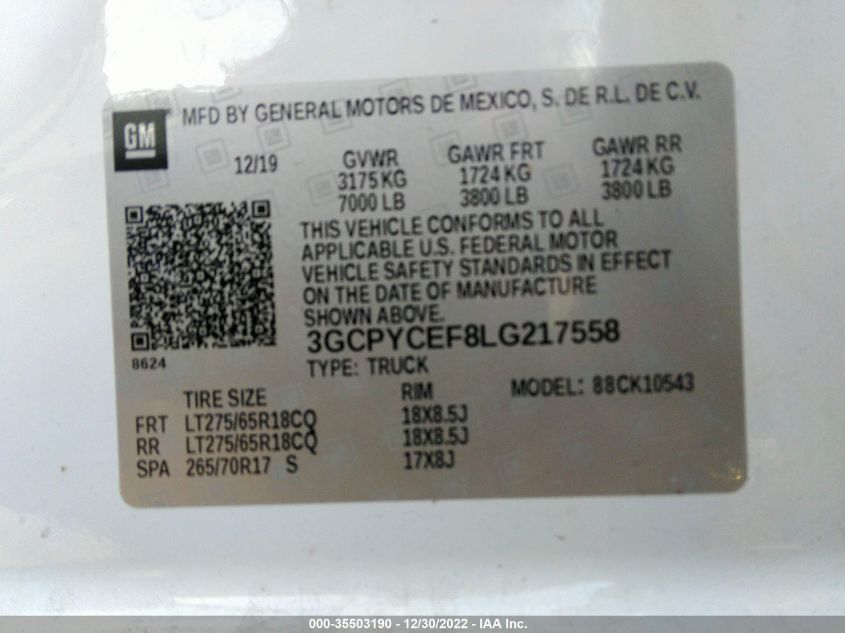 MFD BY GENERAL MOTORS DE MEXICO, S. DE R.L. DE C.V.
GM
12/19 GVWR GAWR FRT GAWR RR
3175 KG 1724 KG 1724 KG
7000 LB 3800 LB 3800 LB
THIS VEHICLE CONFORMS TO ALL
APPLICABLE U.S. FEDERAL MOTOR
VEHICLE SAFETY STANDARDS IN EFFECT
ON THE DATE OF MANUFACTURE
SHOWN ABOVE.
3GCPYCEF8LG217558
8624
TYPE: TRUCK
TIRE SIZE RIM MODEL: 88CK10543
FRT LT275/65R18CQ 18X8.5J
RR LT275/65R18CQ 18X8.5J
SPA 265/70R17 S 17X8J
000-35503190 - 12/30/2022 - IAA Inc.